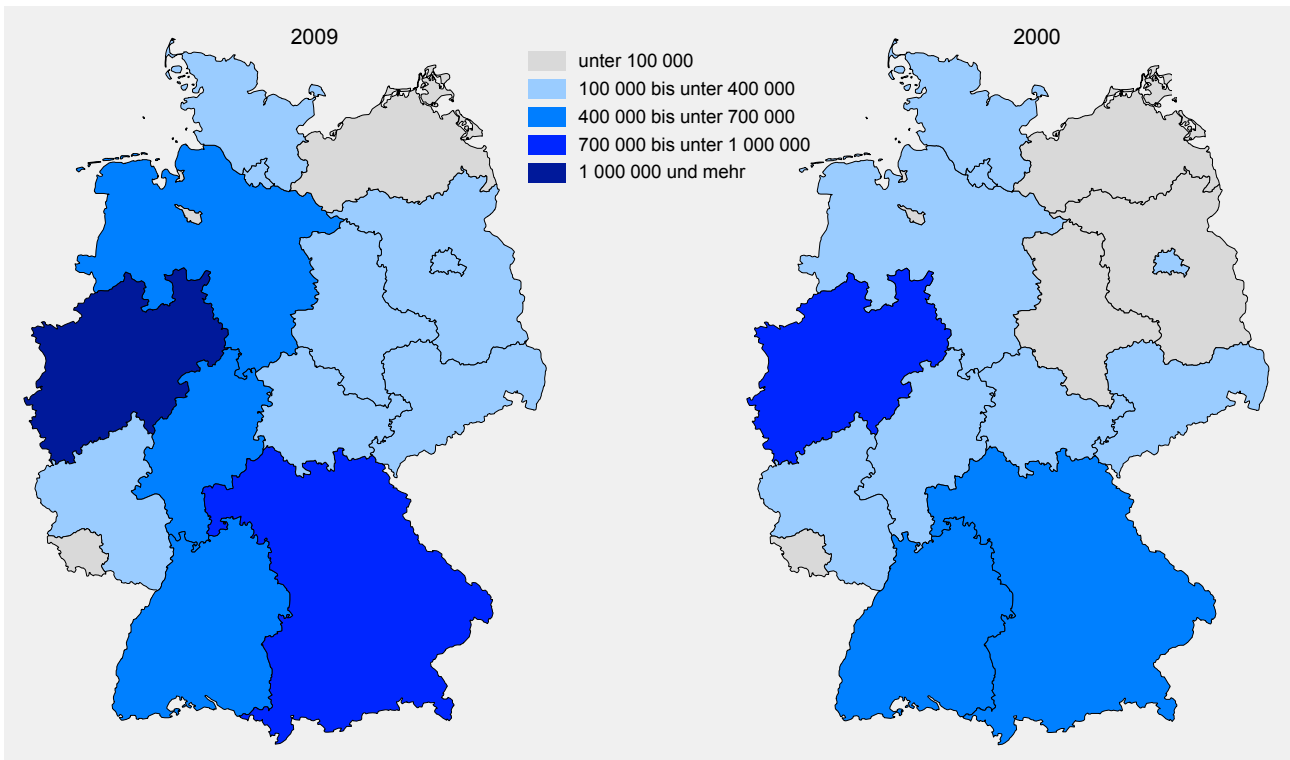 2009
2000
unter 100 000
100 000 bis unter 400 000
400 000 bis unter 700 000
700 000 bis unter 1 000 000
1 000 000 und mehr